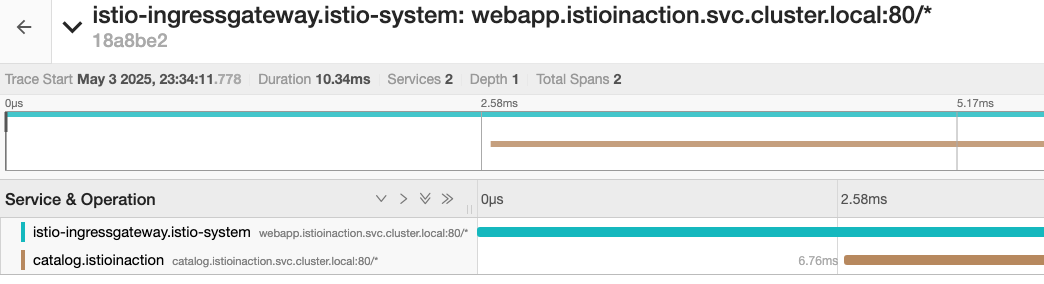 istio-ingressgateway.istio-system: webapp.istioinaction.svc.cluster.local:80/*
18a8be2
Trace Start May 3 2025, 23:34:11.778 Duration 10.34ms Services 2 Depth 1 Total Spans 2
0μs 2.58ms 5.17ms
Service & Operation 0μs 2.58ms
istio-ingressgateway.istio-system webapp.istioinaction.svc.cluster.local:80/*
catalog.istioinaction catalog.istioinaction.svc.cluster.local:80/* 6.76ms